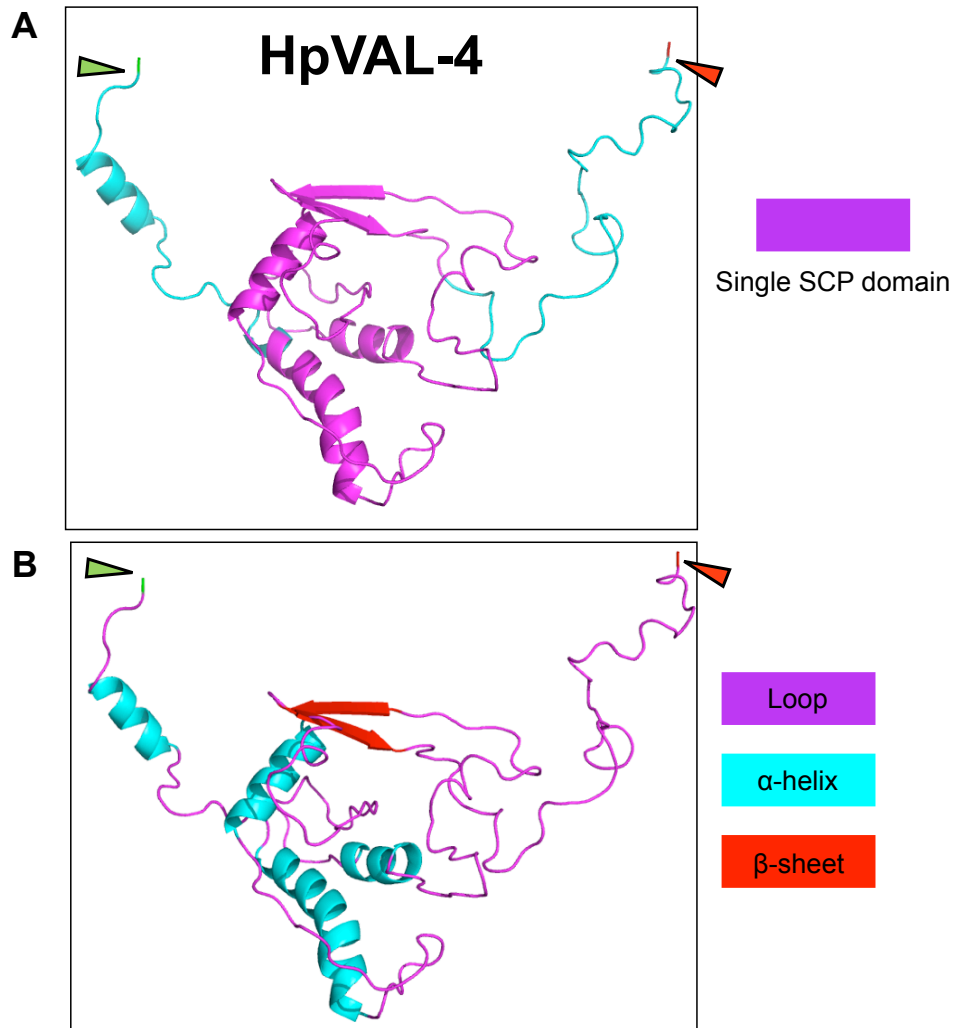 A
HpVAL-4
Single SCP domain
B
Loop
α-helix
β-sheet